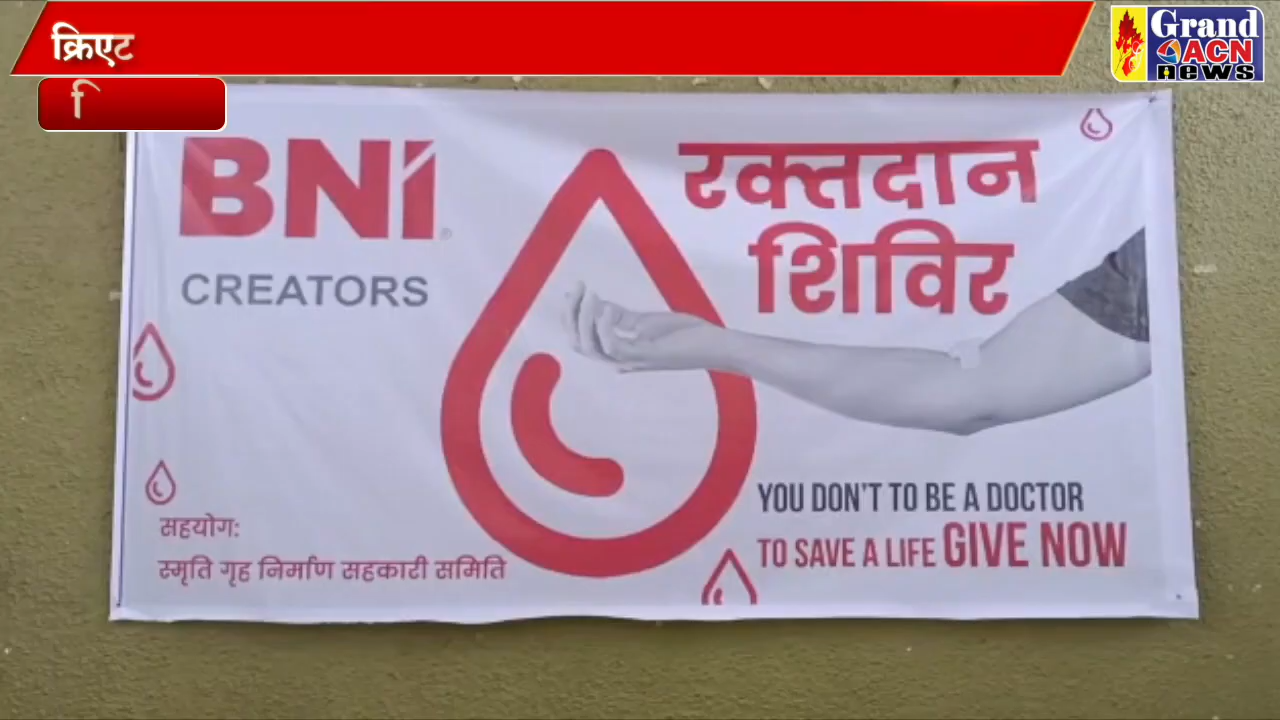 क्रिएट
Grand
ACN
news
BNI
CREATORS
रक्तदान
शिविर
सहयोग:
स्मृति गृह निर्माण सहकारी समिति
YOU DON'T TO BE A DOCTOR
TO SAVE A LIFE GIVE NOW